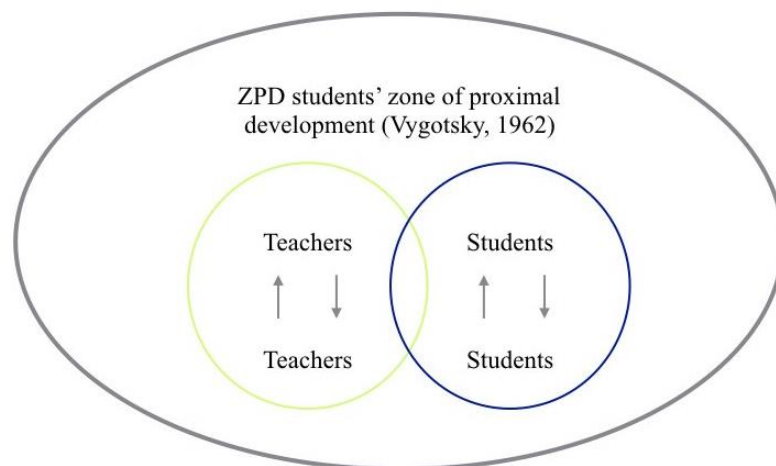 ZPD students’ zone of proximal
development (Vygotsky, 1962)
Teachers
Students
Teachers
Students